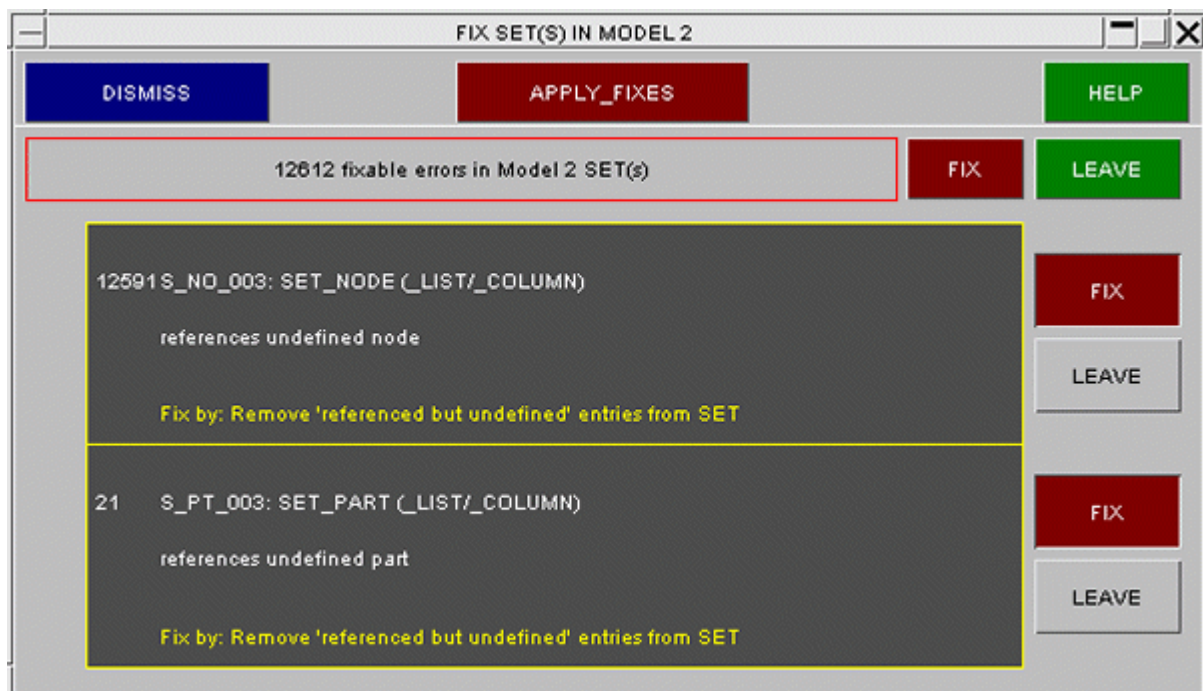 FIX SET(S) IN MODEL 2
DISMISS APPLY_FIXES HELP
12612 fixable errors in Model 2 SET(s) FIX LEAVE
12591 S_NO_003: SET_NODE (_LIST/_COLUMN) FIX
references undefined node
LEAVE
Fix by: Remove 'referenced but undefined' entries from SET
21 S_PT_003: SET_PART (_LIST/_COLUMN) FIX
references undefined part
LEAVE
Fix by: Remove 'referenced but undefined' entries from SET